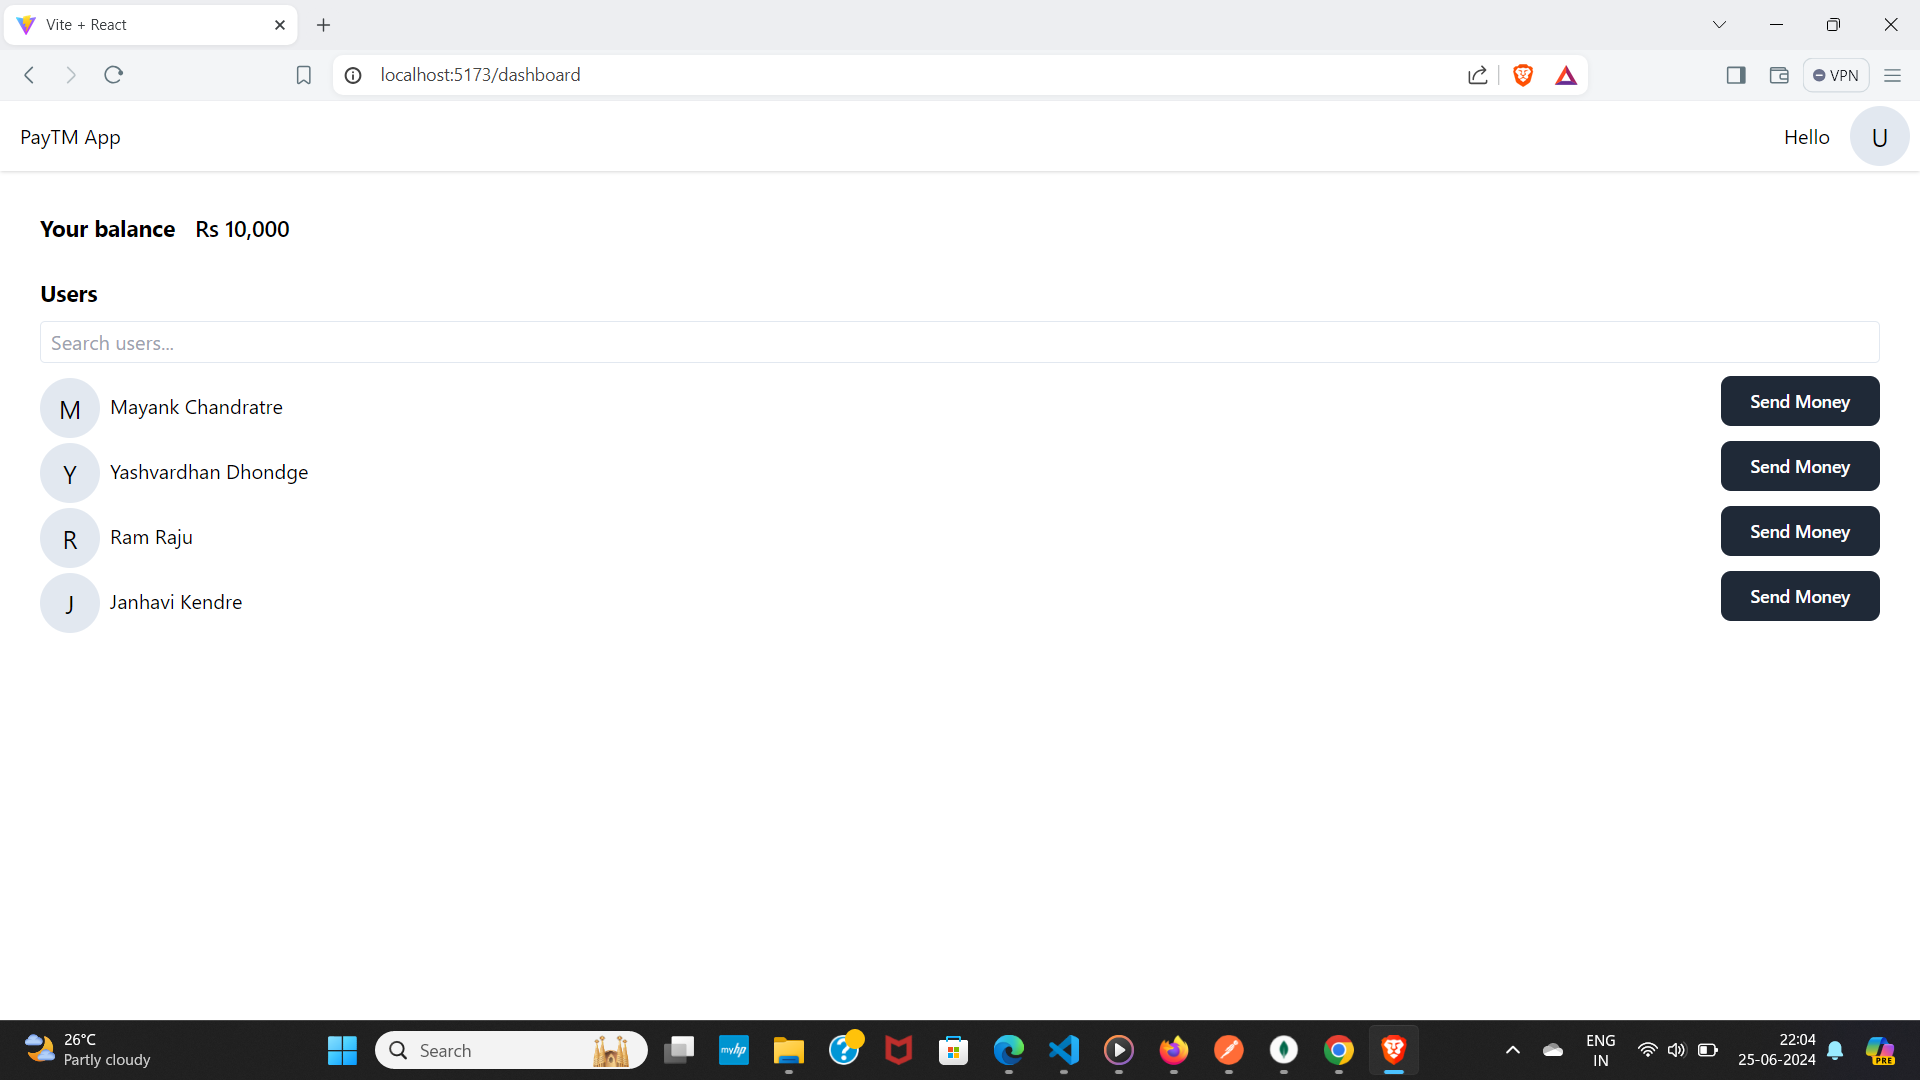 Vite + React
localhost:5173/dashboard
VPN
PayTM App
Hello
U
Your balance Rs 10,000
Users
Search users...
M Mayank Chandratre Send Money
Y Yashvardhan Dhondge Send Money
R Ram Raju Send Money
J Janhavi Kendre Send Money
26°C
Partly cloudy
Search
myhp
ENG
IN
22:04
25-06-2024
PRE